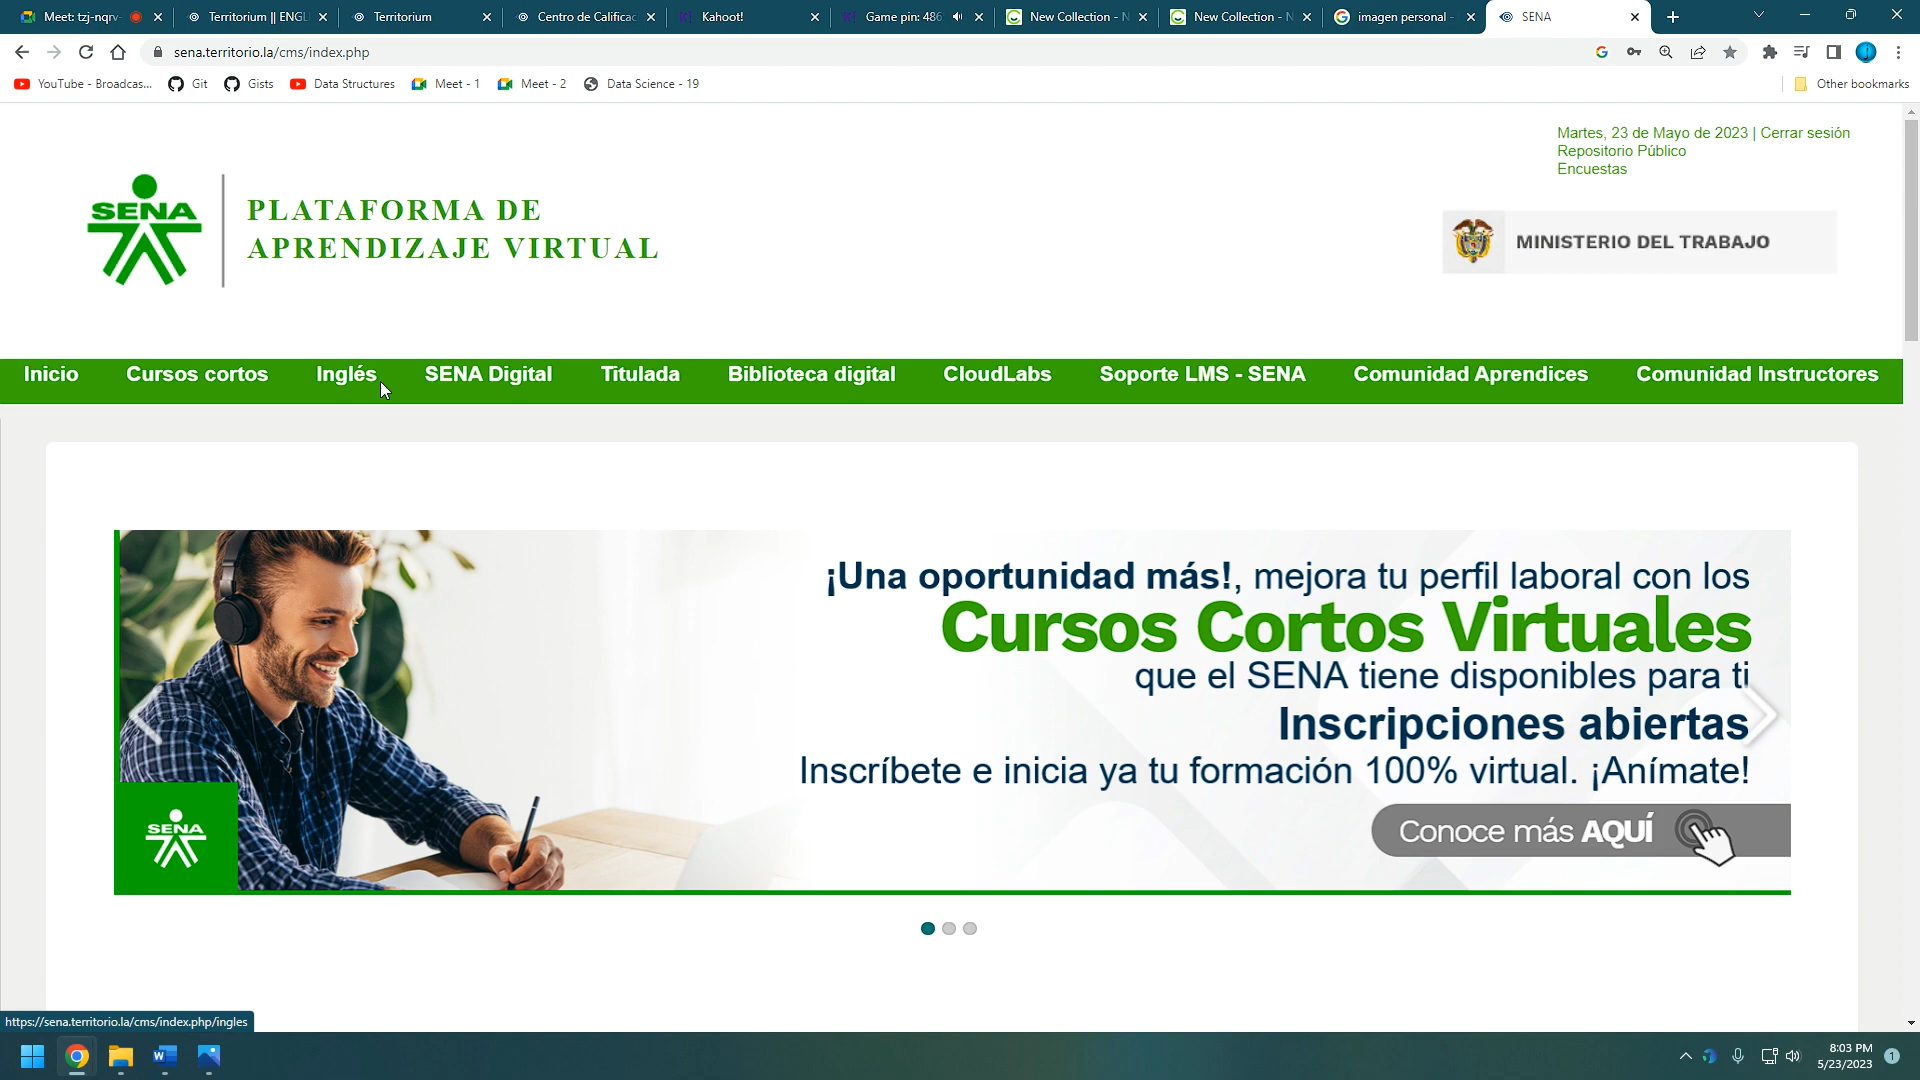 Meet: tzj-nqrv-
Territorium || ENGL
Territorium
Centro de Calificac
Kahoot!
Game pin: 486
New Collection - N
New Collection - N
imagen personal -
SENA
sena.territorio.la/cms/index.php
YouTube - Broadcas...
Git
Gists
Data Structures
Meet - 1
Meet - 2
Data Science - 19
Other bookmarks
Martes, 23 de Mayo de 2023 | Cerrar sesión
Repositorio Público
Encuestas
SENA
PLATAFORMA DE
APRENDIZAJE VIRTUAL
MINISTERIO DEL TRABAJO
Inicio
Cursos cortos
Inglés
SENA Digital
Titulada
Biblioteca digital
CloudLabs
Soporte LMS - SENA
Comunidad Aprendices
Comunidad Instructores
¡Una oportunidad más!, mejora tu perfil laboral con los
Cursos Cortos Virtuales
que el SENA tiene disponibles para ti
Inscripciones abiertas
Inscríbete e inicia ya tu formación 100% virtual. ¡Anímate!
Conoce más AQUÍ
SENA
https://sena.territorio.la/cms/index.php/ingles
8:03 PM
5/23/2023
1